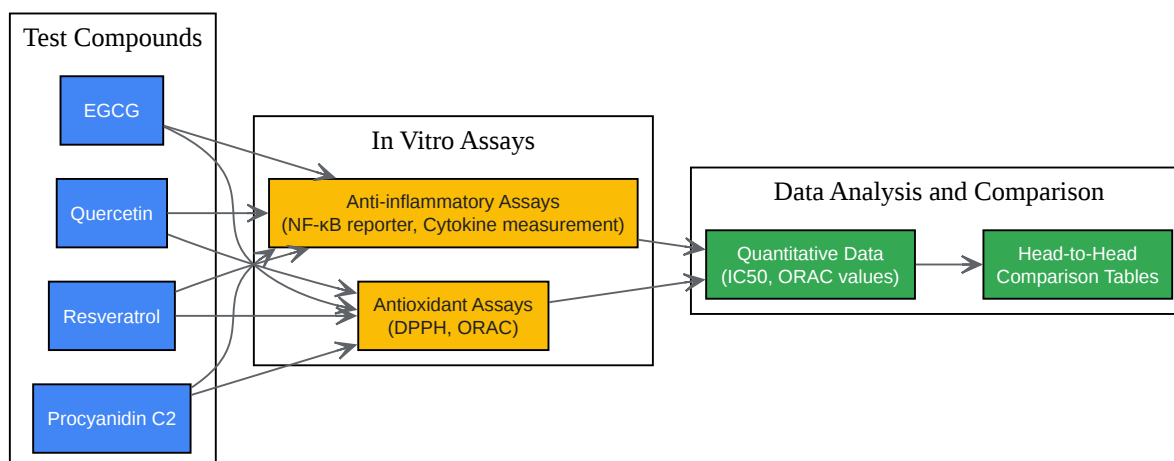 Test Compounds
EGCG
Quercetin
Resveratrol
Procyanidin C2
In Vitro Assays
Anti-inflammatory Assays
(NF-κB reporter, Cytokine measurement)
Antioxidant Assays
(DPPH, ORAC)
Data Analysis and Comparison
Quantitative Data
(IC50, ORAC values)
Head-to-Head
Comparison Tables